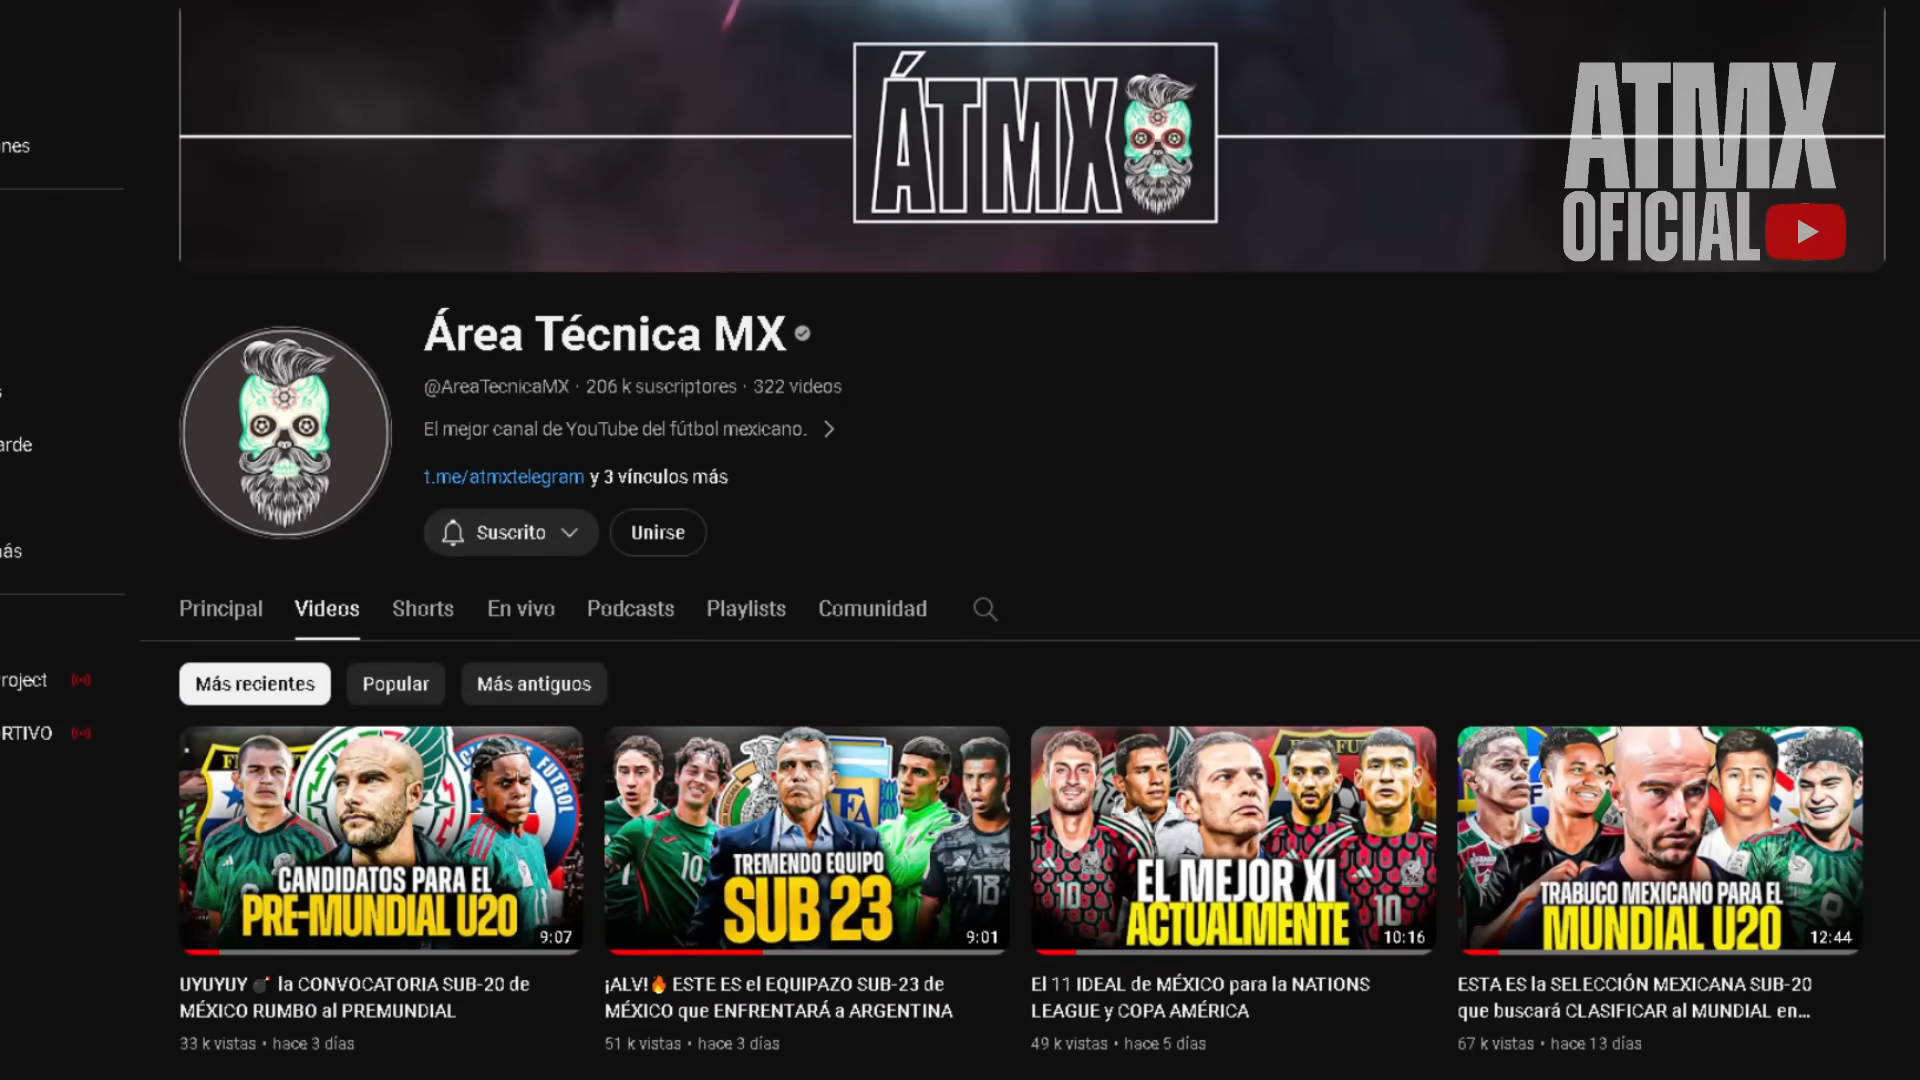 ÁTMX
ATMX
OFICIAL
nes
Área Técnica MX
@AreaTecnicaMX · 206 k suscriptores · 322 videos
El mejor canal de YouTube del fútbol mexicano.
arde
t.me/atmxtelegram y 3 vínculos más
Suscrito
Unirse
ás
Principal
Videos
Shorts
En vivo
Podcasts
Playlists
Comunidad
roject
Más recientes
Popular
Más antiguos
RTIVO
CANDIDATOS PARA EL
PRE-MUNDIAL U20
9:07
TREMENDO EQUIPO
SUB 23
10
18
9:01
EL MEJOR XI
ACTUALMENTE
10
10
10:16
TRABUCO MEXICANO PARA EL
MUNDIAL U20
12:44
UYUYUY💣 la CONVOCATORIA SUB-20 de
MÉXICO RUMBO al PREMUNDIAL
33 k vistas • hace 3 días
¡ALV!🔥 ESTE ES el EQUIPAZO SUB-23 de
MÉXICO que ENFRENTARÁ a ARGENTINA
51 k vistas • hace 3 días
El 11 IDEAL de MÉXICO para la NATIONS
LEAGUE y COPA AMÉRICA
49 k vistas • hace 5 días
ESTA ES la SELECCIÓN MEXICANA SUB-20
que buscará CLASIFICAR al MUNDIAL en...
67 k vistas • hace 13 días